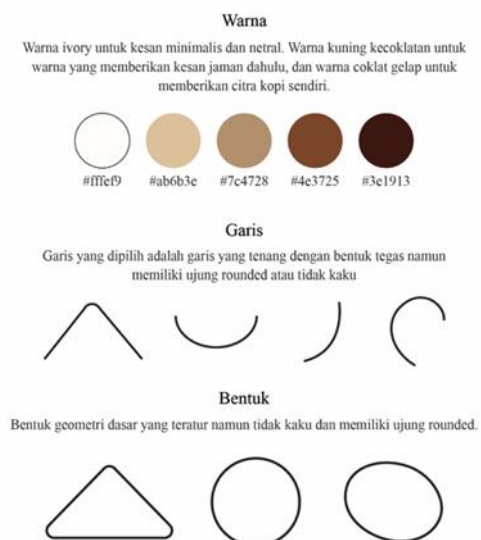 Warna
Warna ivory untuk kesan minimalis dan netral. Warna kuning kecoklatan untuk
warna yang memberikan kesan jaman dahulu, dan warna coklat gelap untuk
memberikan citra kopi sendiri.
#fffef9 #ab6b3e #7c4728 #4e3725 #3e1913
Garis
Garis yang dipilih adalah garis yang tenang dengan bentuk tegas namun
memiliki ujung rounded atau tidak kaku
Bentuk
Bentuk geometri dasar yang teratur namun tidak kaku dan memiliki ujung rounded.